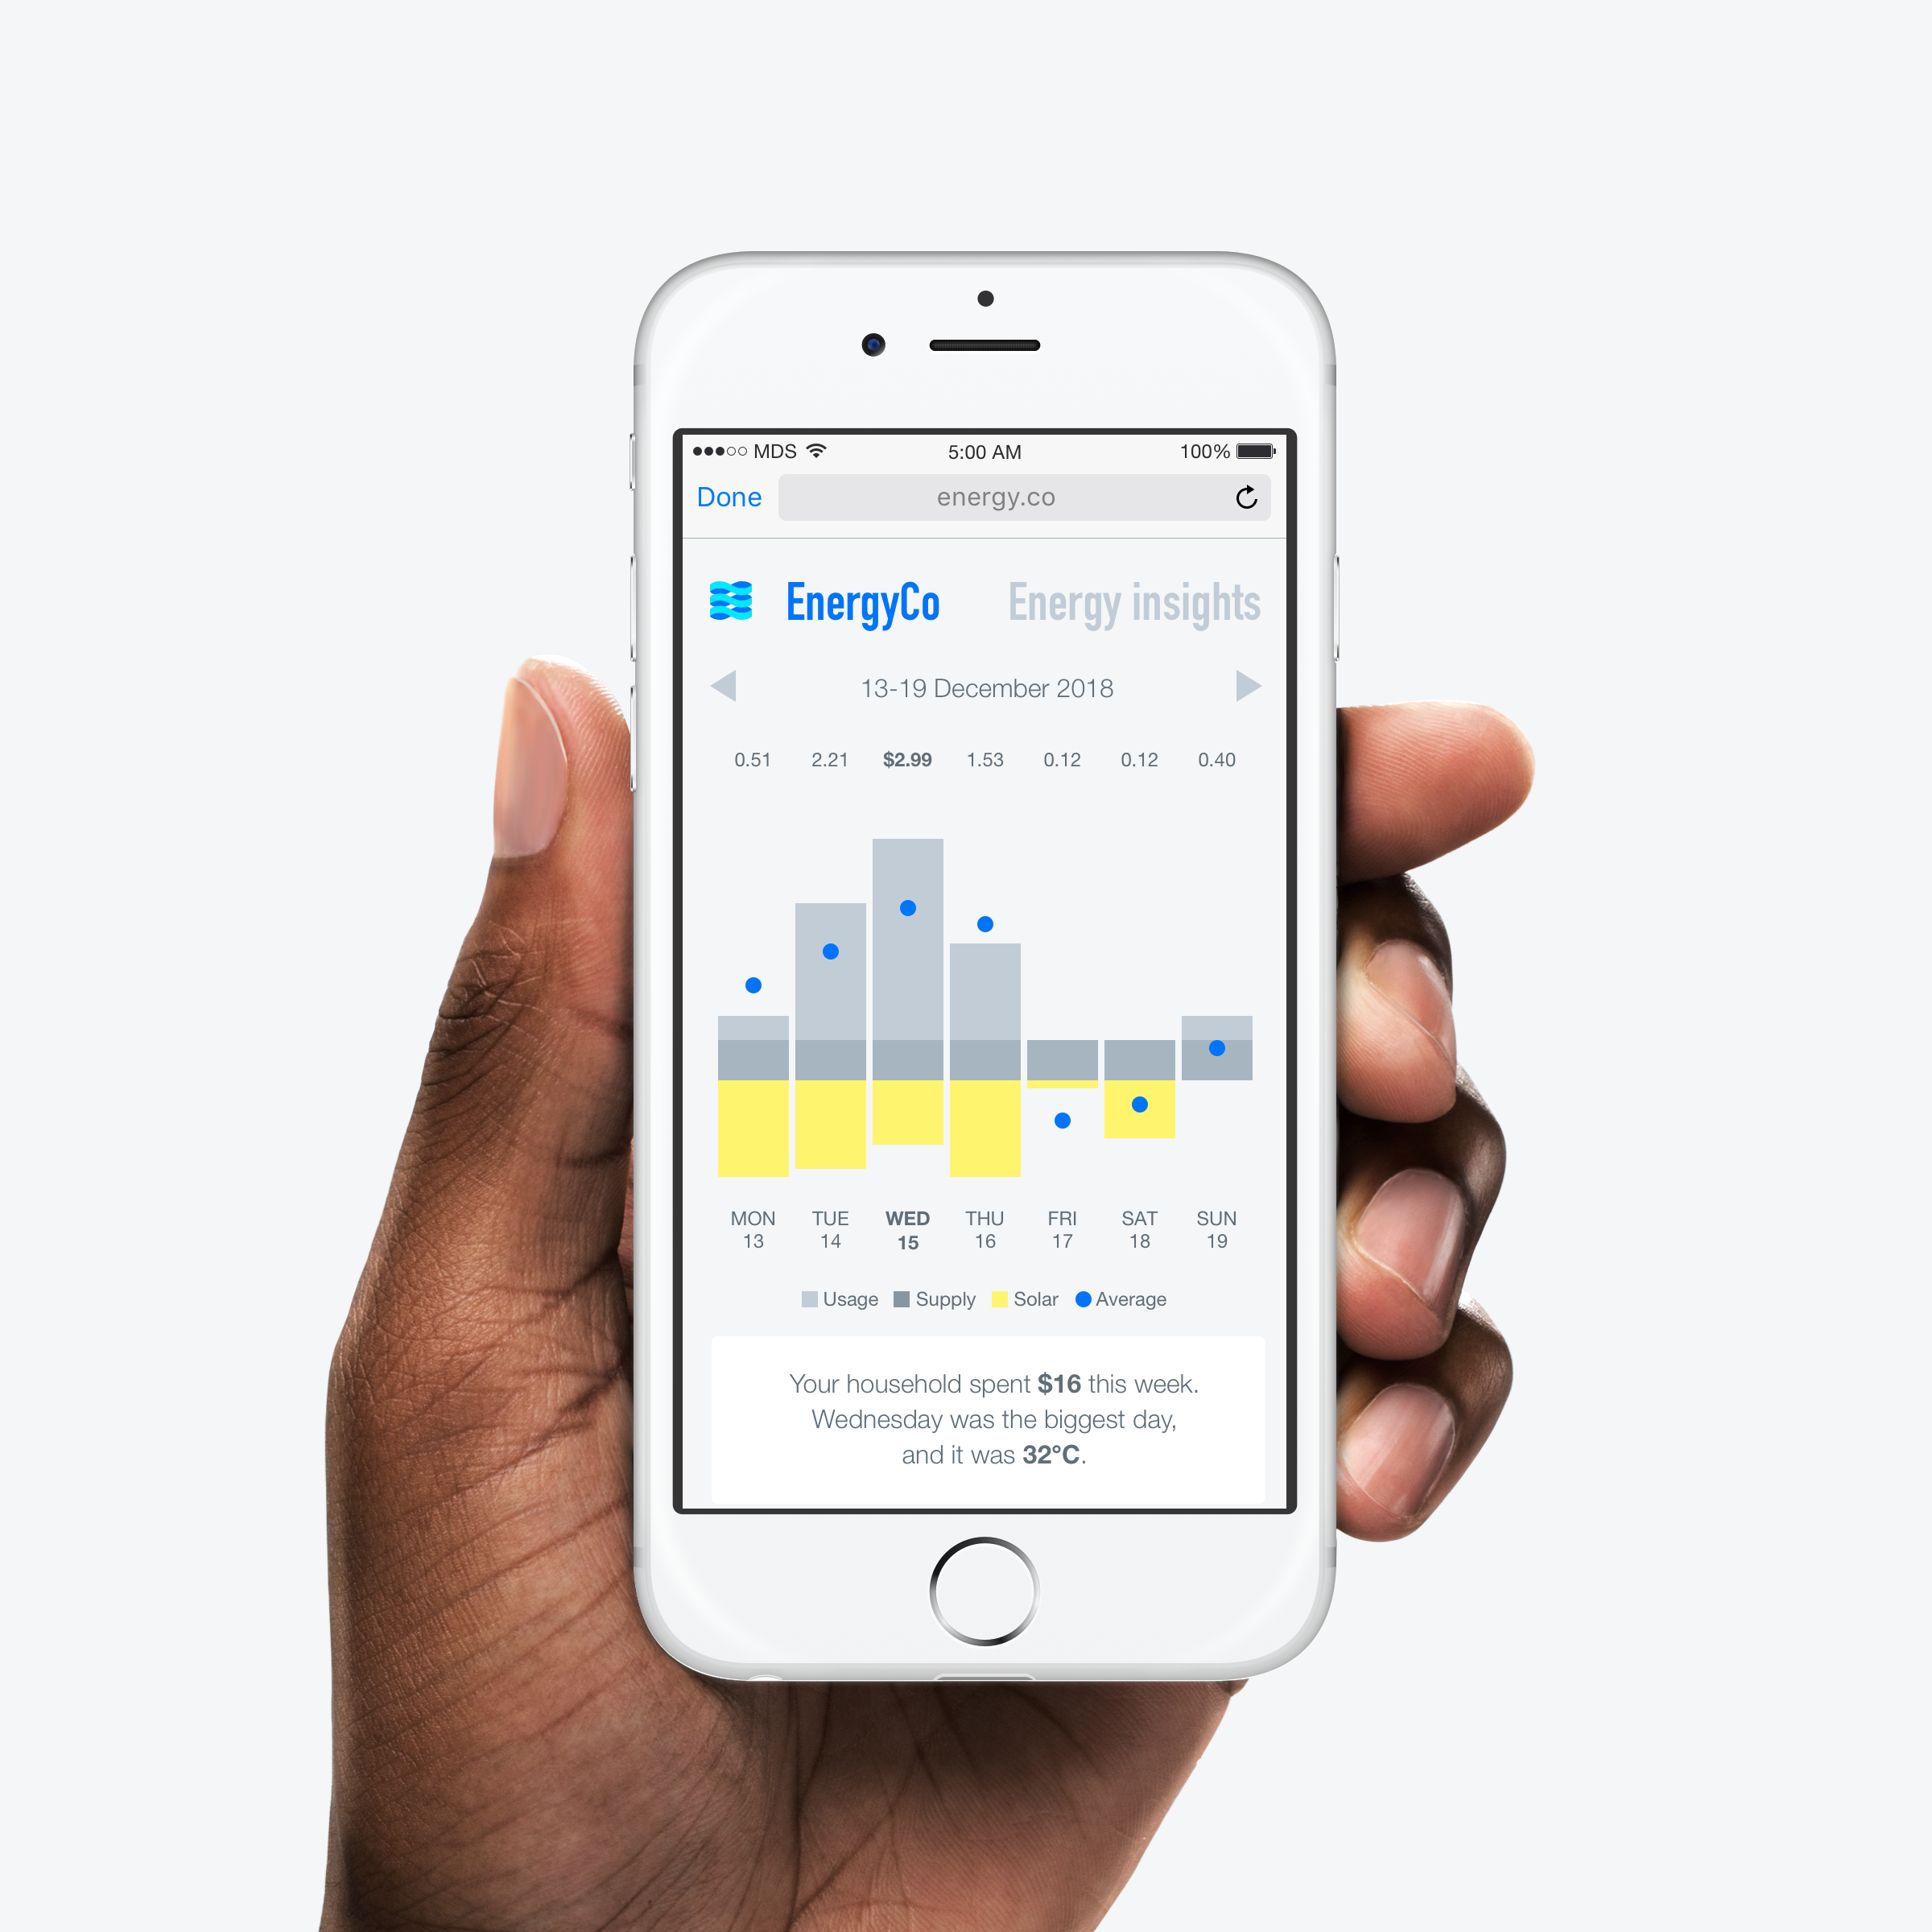 MDS 5:00 AM 100%
Done energy.co
EnergyCo Energy insights
13-19 December 2018
0.51 2.21 $2.99 1.53 0.12 0.12 0.40
MON TUE WED THU FRI SAT SUN
13 14 15 16 17 18 19
Usage Supply Solar Average
Your household spent $16 this week.
Wednesday was the biggest day,
and it was 32°C.